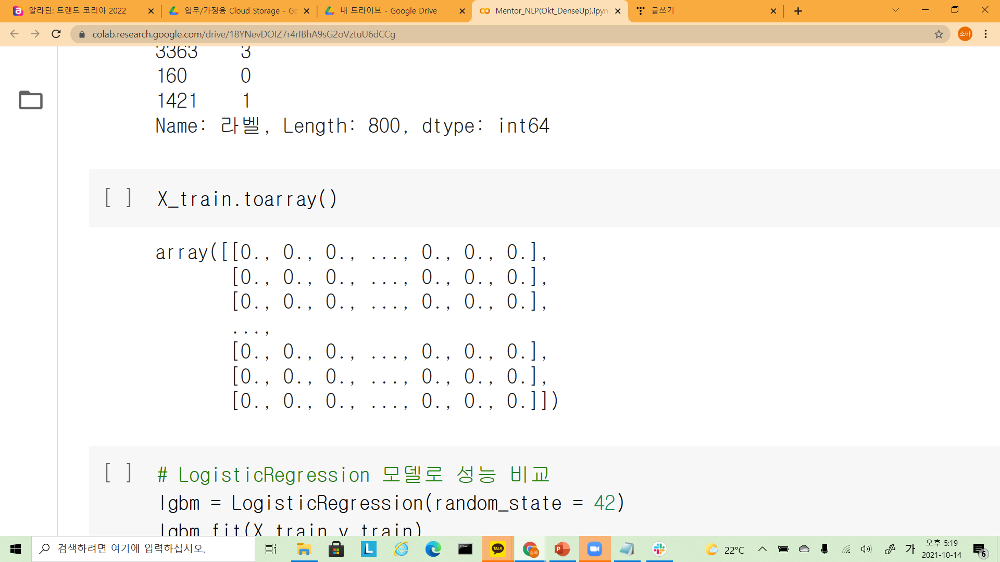 알라딘: 트렌드 코리아 2022
업무/가정용 Cloud Storage - Go
내 드라이브 - Google Drive
Mentor_NLP(Okt_DenseUp).ipyn
글쓰기
colab.research.google.com/drive/18YNevDOIZ7r4rIBhA9sG2oVztuU6dCCg
소바
3363 3
160 0
1421 1
Name: 라벨, Length: 800, dtype: int64
[ ] X_train.toarray()
array([[0., 0., 0., ..., 0., 0., 0.],
[0., 0., 0., ..., 0., 0., 0.],
[0., 0., 0., ..., 0., 0., 0.],
...,
[0., 0., 0., ..., 0., 0., 0.],
[0., 0., 0., ..., 0., 0., 0.],
[0., 0., 0., ..., 0., 0., 0.]])
[ ] # LogisticRegression 모델로 성능 비교
lgbm = LogisticRegression(random_state = 42)
lgbm.fit(X_train,y_train)
검색하려면 여기에 입력하십시오.
L
TALK
소바
22°C
가
오후 5:19
2021-10-14
6